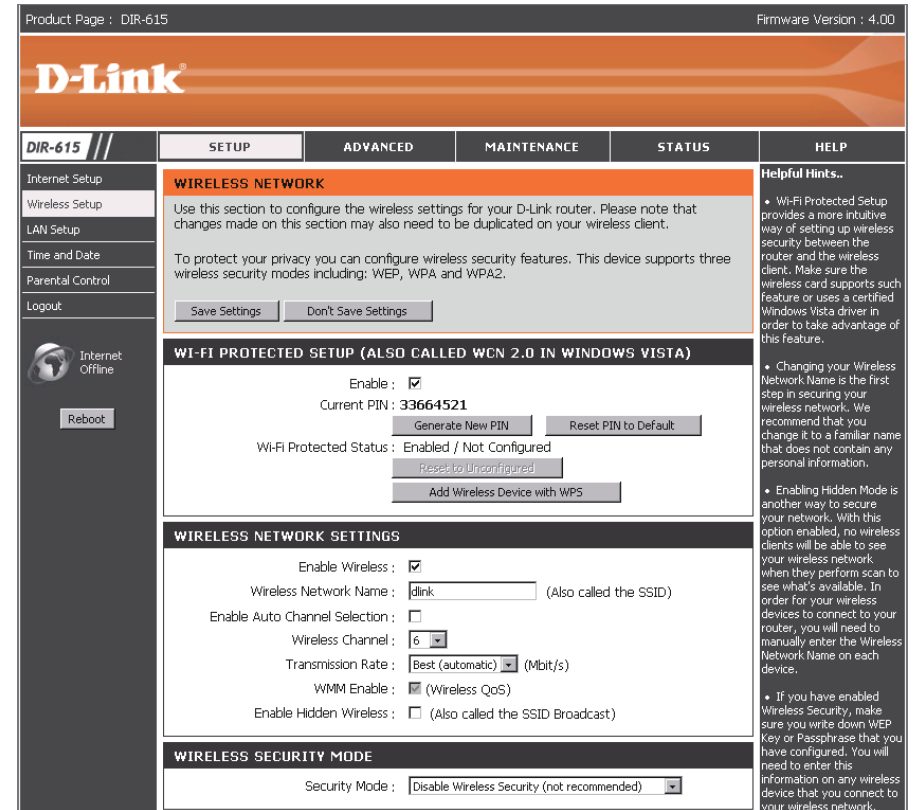 Product Page : DIR-615
Firmware Version : 4.00
D-Link®
DIR-615
SETUP
ADVANCED
MAINTENANCE
STATUS
HELP
Internet Setup
Wireless Setup
LAN Setup
Time and Date
Parental Control
Logout
Internet
Offline
Reboot
WIRELESS NETWORK
Use this section to configure the wireless settings for your D-Link router. Please note that
changes made on this section may also need to be duplicated on your wireless client.
To protect your privacy you can configure wireless security features. This device supports three
wireless security modes including: WEP, WPA and WPA2.
Save Settings
Don't Save Settings
WI-FI PROTECTED SETUP (ALSO CALLED WCN 2.0 IN WINDOWS VISTA)
Enable :
Current PIN : 33664521
Generate New PIN
Reset PIN to Default
Wi-Fi Protected Status : Enabled / Not Configured
Reset to Unconfigured
Add Wireless Device with WPS
WIRELESS NETWORK SETTINGS
Enable Wireless :
Wireless Network Name : dlink (Also called the SSID)
Enable Auto Channel Selection :
Wireless Channel : 6
Transmission Rate : Best (automatic) (Mbit/s)
WMM Enable : (Wireless QoS)
Enable Hidden Wireless : (Also called the SSID Broadcast)
WIRELESS SECURITY MODE
Security Mode : Disable Wireless Security (not recommended)
Helpful Hints..
• Wi-Fi Protected Setup
provides a more intuitive
way of setting up wireless
security between the
router and the wireless
client. Make sure the
wireless card supports such
feature or uses a certified
Windows Vista driver in
order to take advantage of
this feature.
• Changing your Wireless
Network Name is the first
step in securing your
wireless network. We
recommend that you
change it to a familiar name
that does not contain any
personal information.
• Enabling Hidden Mode is
another way to secure
your network. With this
option enabled, no wireless
clients will be able to see
your wireless network
when they perform scan to
see what's available. In
order for your wireless
devices to connect to your
router, you will need to
manually enter the Wireless
Network Name on each
device.
• If you have enabled
Wireless Security, make
sure you write down WEP
Key or Passphrase that you
have configured. You will
need to enter this
information on any wireless
device that you connect to
your wireless network.